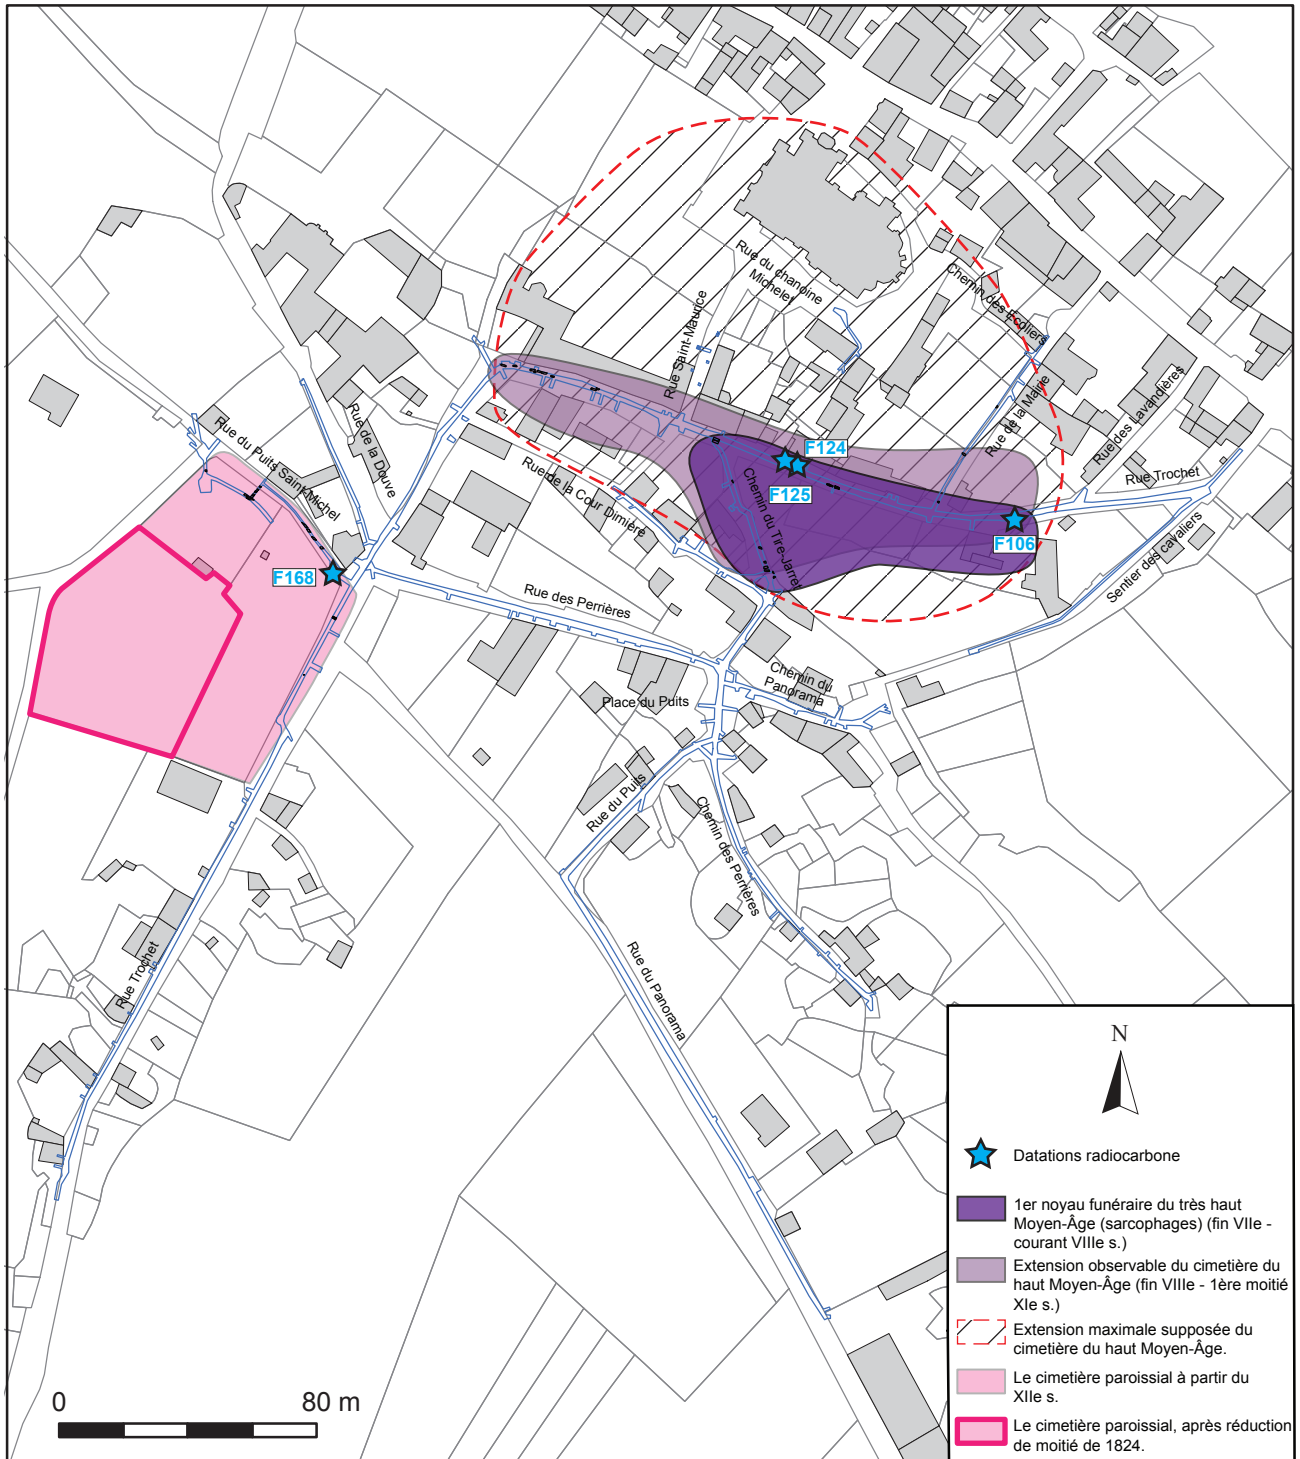 Rue du chanoine
Michelet
Chemin des Ecoliers
Rue Saint-Maurice
Rue de la Mairie
Rue des Lavandières
Rue Trochet
Rue de la Douve
Rue du Puits Saint-Michel
F124
F125
F106
Chemin du Tire-Jarret
Ruede la Cour Dimière
Sentier des cavaliers
F168
Rue des Perrières
Chemin du
Panorama
Place du Puits
Rue du Puits
Chemin des Perrières
Rue du Panorama
Rue Trochet
N
Datations radiocarbone
1er noyau funéraire du très haut
Moyen-Âge (sarcophages) (fin VIIe -
courant VIIIe s.)
Extension observable du cimetière du
haut Moyen-Âge (fin VIIIe - 1ère moitié
XIe s.)
Extension maximale supposée du
cimetière du haut Moyen-Âge.
Le cimetière paroissial à partir du
XIIe s.
Le cimetière paroissial, après réduction
de moitié de 1824.
0 80 m